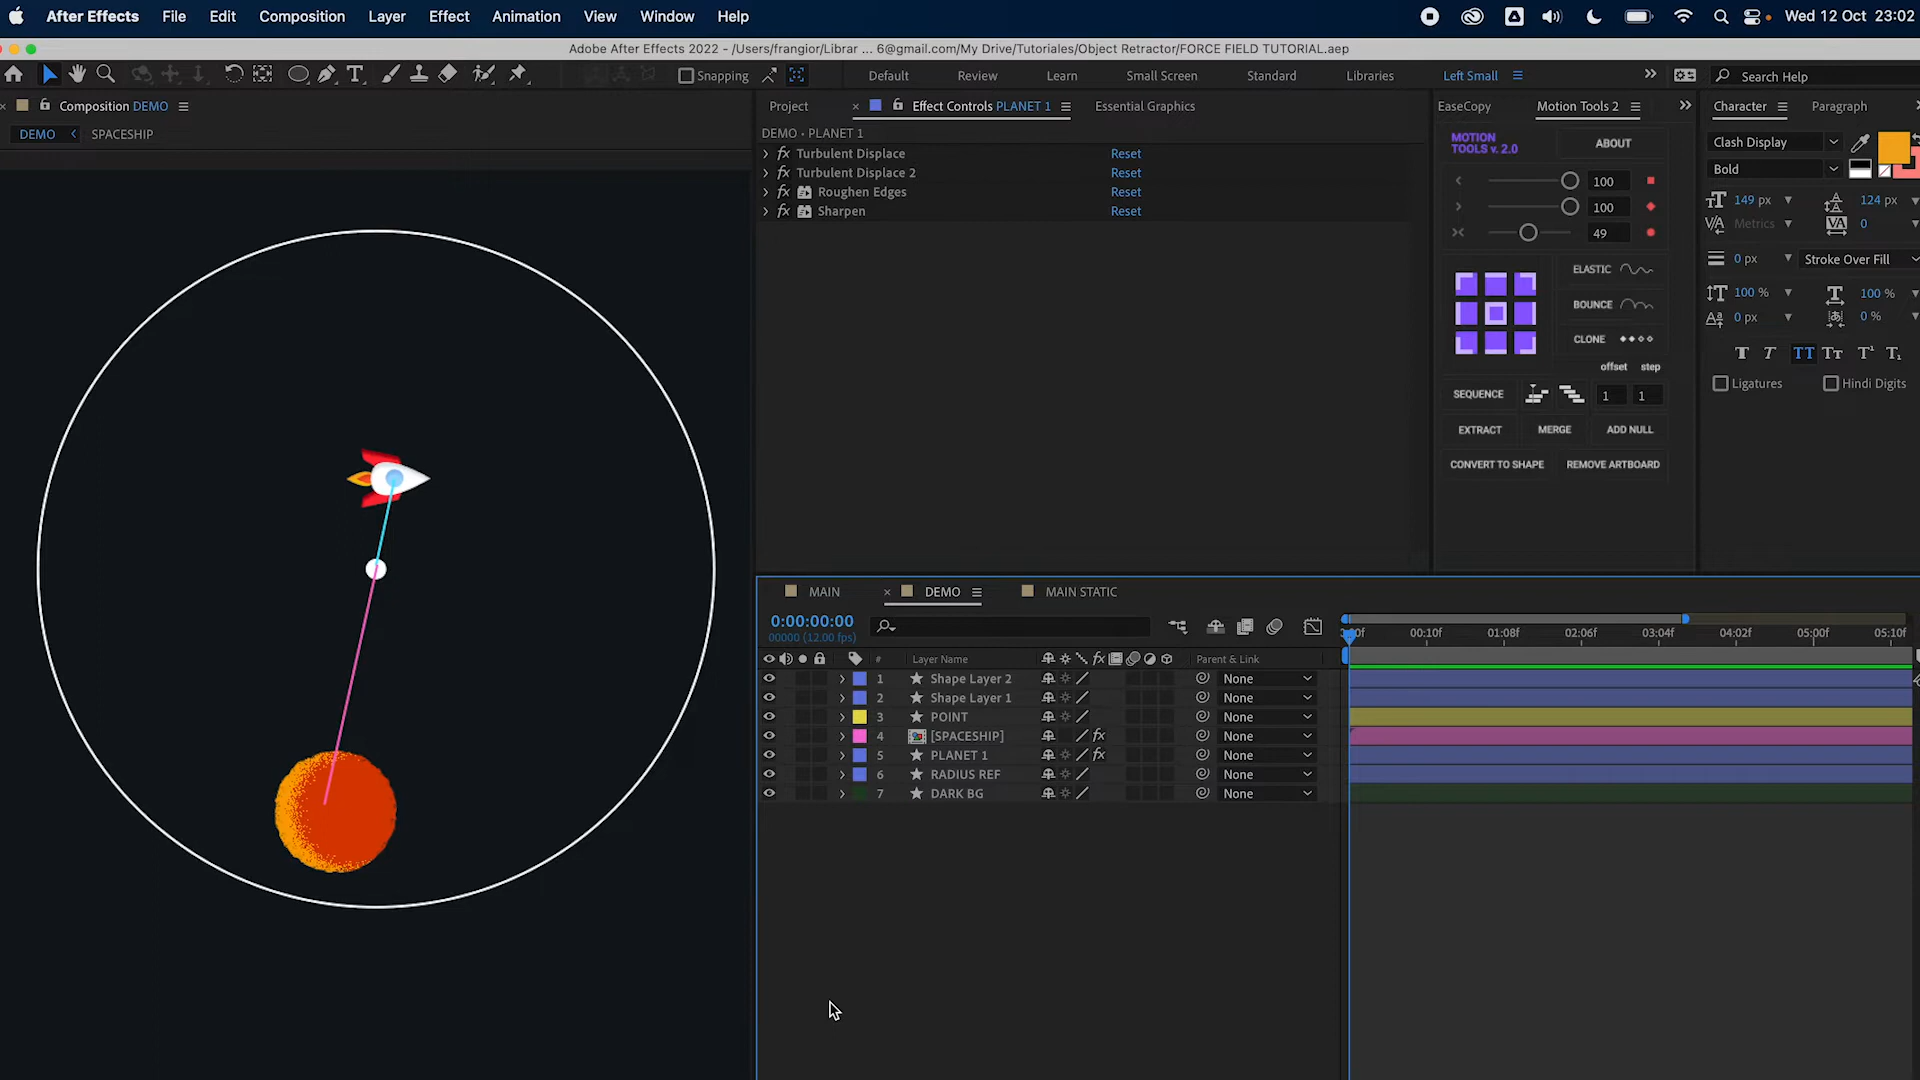 After Effects File Edit Composition Layer Effect Animation View Window Help Wed 12 Oct 23:02
Adobe After Effects 2022 - /Users/frangior/Librar ... 6@gmail.com/My Drive/Tutoriales/Object Retractor/FORCE FIELD TUTORIAL.aep
Snapping Default Review Learn Small Screen Standard Libraries Left Small Search Help
Composition DEMO Project Effect Controls PLANET 1 Essential Graphics EaseCopy Motion Tools 2 Character Paragraph
DEMO SPACESHIP
DEMO • PLANET 1
Turbulent Displace Reset
Turbulent Displace 2 Reset
Roughen Edges Reset
Sharpen Reset
MOTION
TOOLS v. 2.0
ABOUT
100
100
49
ELASTIC
BOUNCE
CLONE
offset step
SEQUENCE 1 1
EXTRACT MERGE ADD NULL
CONVERT TO SHAPE REMOVE ARTBOARD
Clash Display
Bold
149 px 124 px
Metrics 0
0 px Stroke Over Fill
100 % 100 %
0 px 0 %
Ligatures Hindi Digits
MAIN DEMO MAIN STATIC
0:00:00:00
00000 (12.00 fps)
00:10f 01:08f 02:06f 03:04f 04:02f 05:00f 05:10f
# Layer Name Parent & Link
1 Shape Layer 2 None
2 Shape Layer 1 None
3 POINT None
4 [SPACESHIP] None
5 PLANET 1 None
6 RADIUS REF None
7 DARK BG None